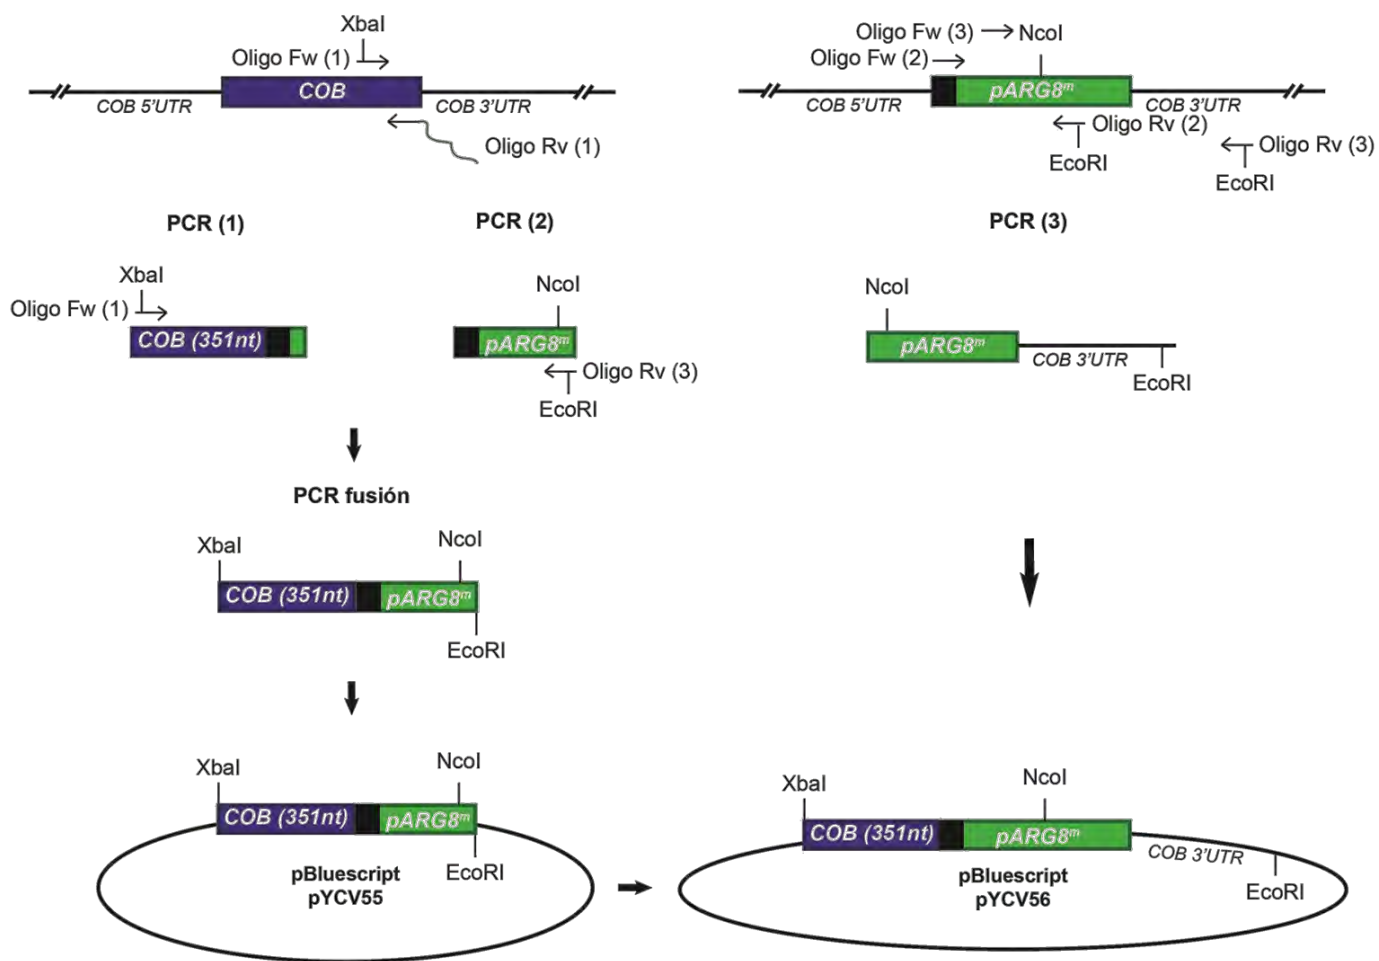 XbaI
Oligo Fw (1)
COB
COB 5'UTR
COB 3'UTR
Oligo Rv (1)
Oligo Fw (3)
NcoI
Oligo Fw (2)
pARG8ᵐ
COB 5'UTR
COB 3'UTR
Oligo Rv (2)
EcoRI
Oligo Rv (3)
EcoRI
PCR (1)
PCR (2)
PCR (3)
XbaI
Oligo Fw (1)
COB (351nt)
NcoI
pARG8ᵐ
Oligo Rv (3)
EcoRI
NcoI
pARG8ᵐ
COB 3'UTR
EcoRI
PCR fusión
XbaI
NcoI
COB (351nt)
pARG8ᵐ
EcoRI
XbaI
NcoI
COB (351nt)
pARG8ᵐ
EcoRI
pBluescript
pYCV55
XbaI
NcoI
COB (351nt)
pARG8ᵐ
COB 3'UTR
EcoRI
pBluescript
pYCV56